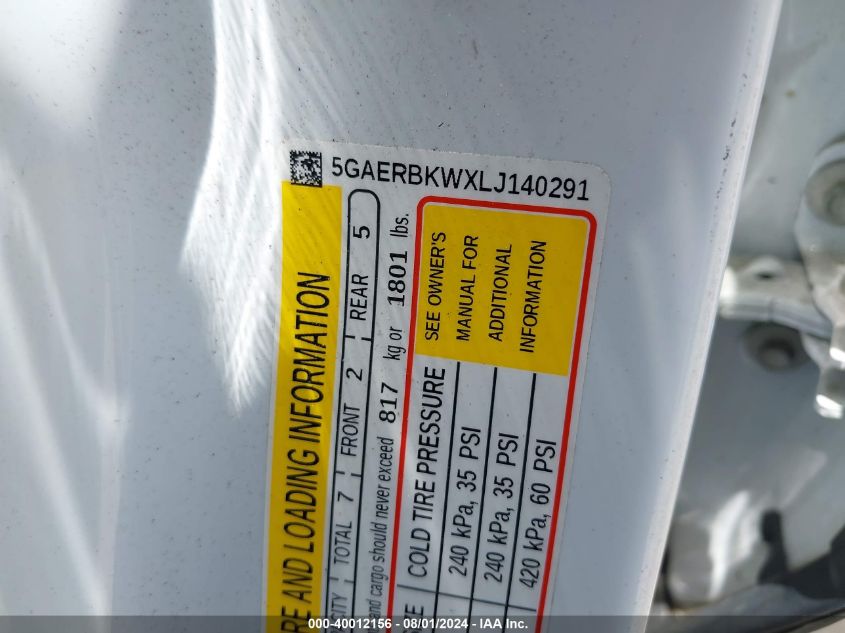 5GAERBKWXLJ140291
AND LOADING INFORMATION
TOTAL 7 FRONT 2 REAR 5
and cargo should never exceed 817 kg or 1801 lbs.
COLD TIRE PRESSURE
240 kPa, 35 PSI
240 kPa, 35 PSI
420 kPa, 60 PSI
SEE OWNER'S
MANUAL FOR
ADDITIONAL
INFORMATION
000-40012156 - 08/01/2024 - IAA Inc.